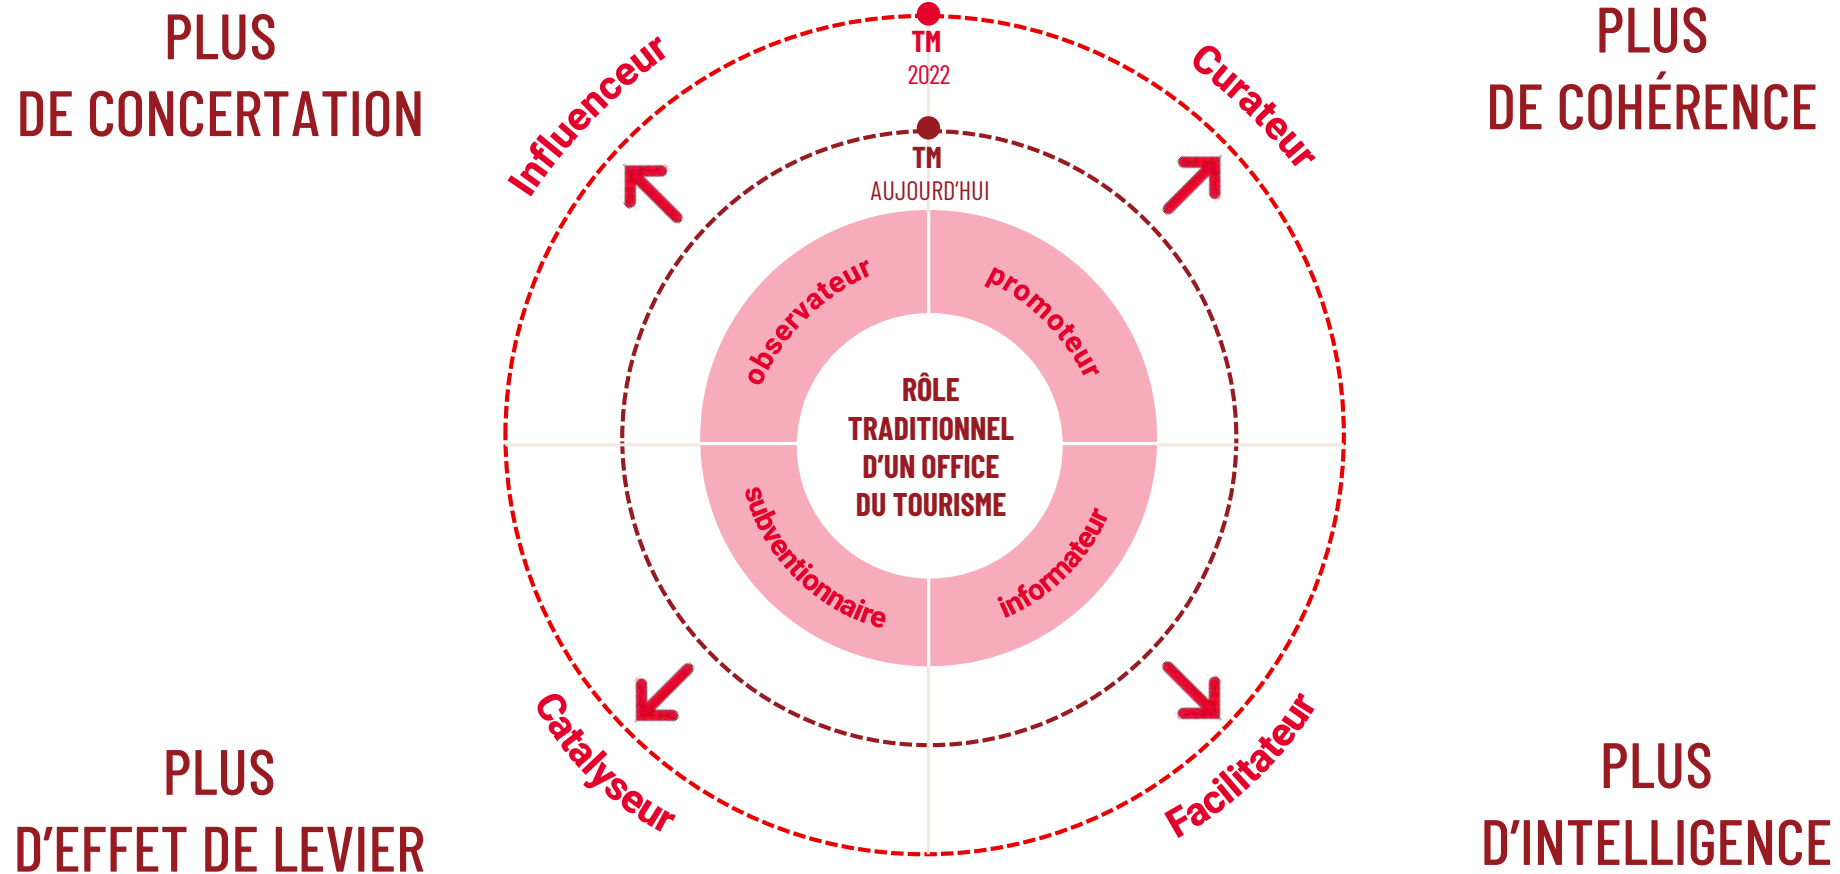 PLUS
DE CONCERTATION
PLUS
DE COHÉRENCE
Influenceur
Curateur
TM
2022
TM
AUJOURD'HUI
observateur
promoteur
RÔLE
TRADITIONNEL
D'UN OFFICE
DU TOURISME
subventionnaire
informateur
Catalyseur
Facilitateur
PLUS
D'EFFET DE LEVIER
PLUS
D'INTELLIGENCE